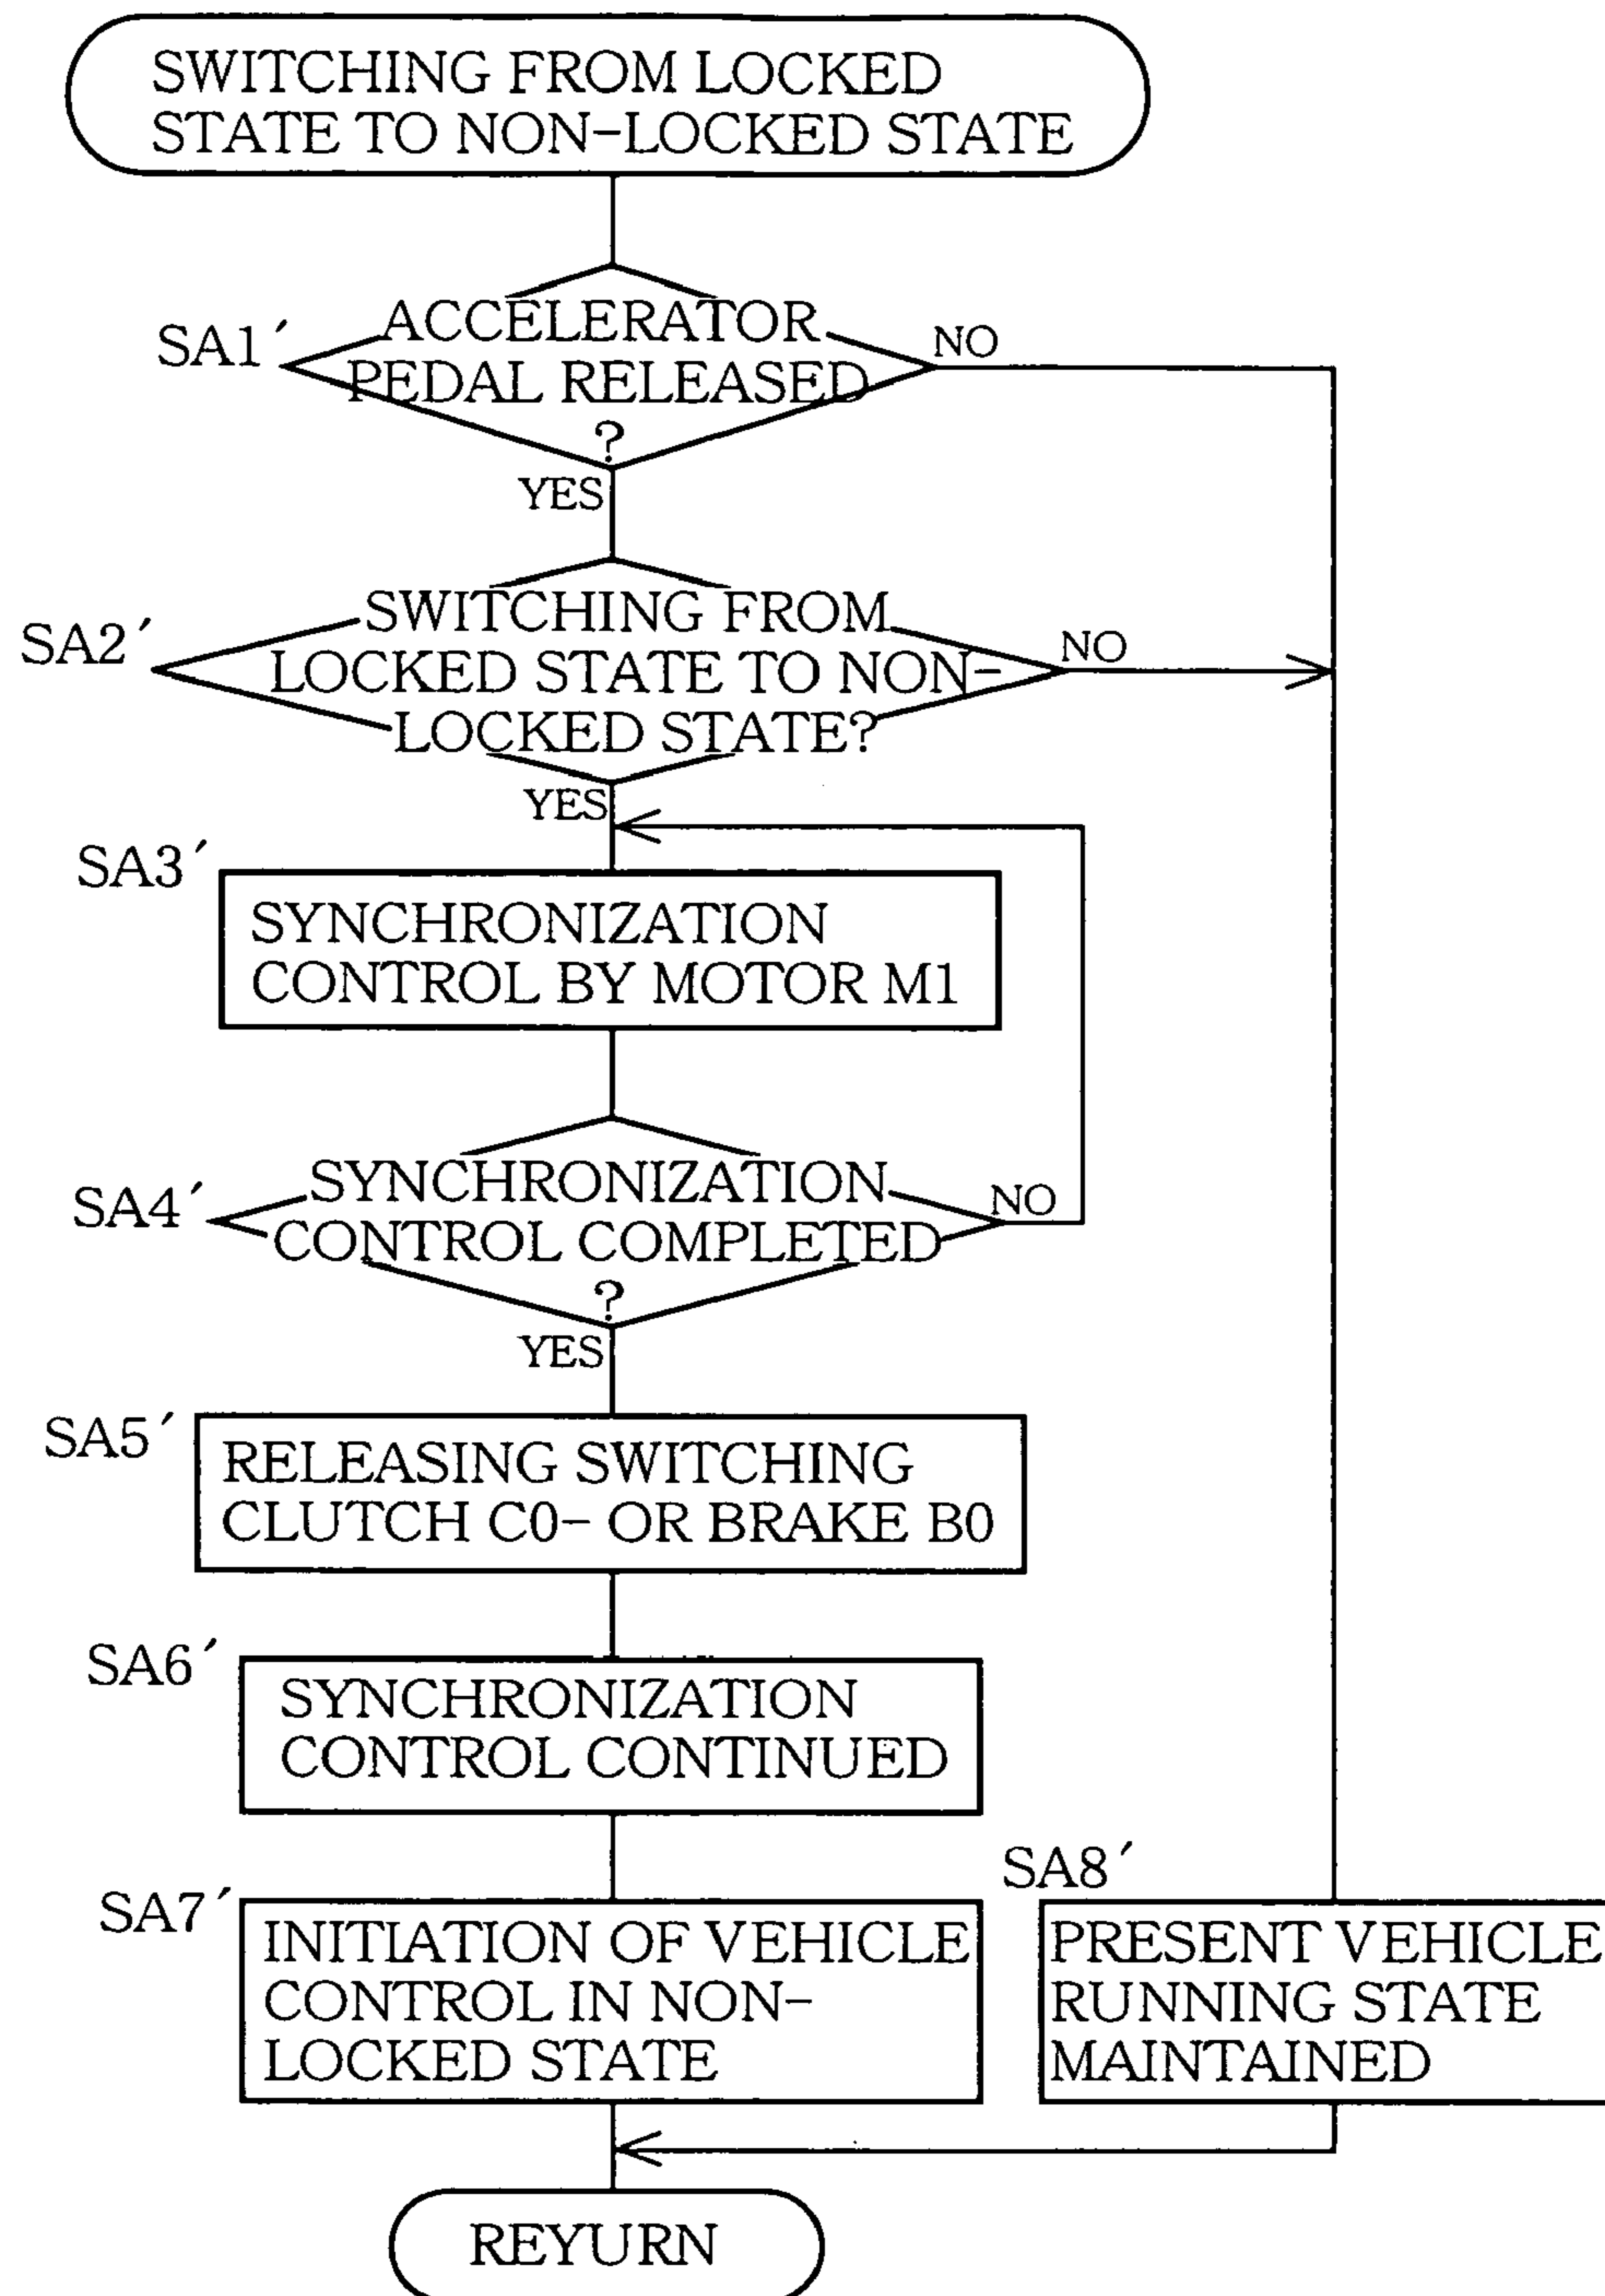 SWITCHING FROM LOCKED
STATE TO NON-LOCKED STATE
SA1′
ACCELERATOR
PEDAL RELEASED
?
NO
YES
SA2′
SWITCHING FROM
LOCKED STATE TO NON-
LOCKED STATE?
NO
YES
SA3′
SYNCHRONIZATION
CONTROL BY MOTOR M1
SA4′
SYNCHRONIZATION
CONTROL COMPLETED
?
NO
YES
SA5′
RELEASING SWITCHING
CLUTCH C0- OR BRAKE B0
SA6′
SYNCHRONIZATION
CONTROL CONTINUED
SA7′
INITIATION OF VEHICLE
CONTROL IN NON-
LOCKED STATE
SA8′
PRESENT VEHICLE
RUNNING STATE
MAINTAINED
REYURN